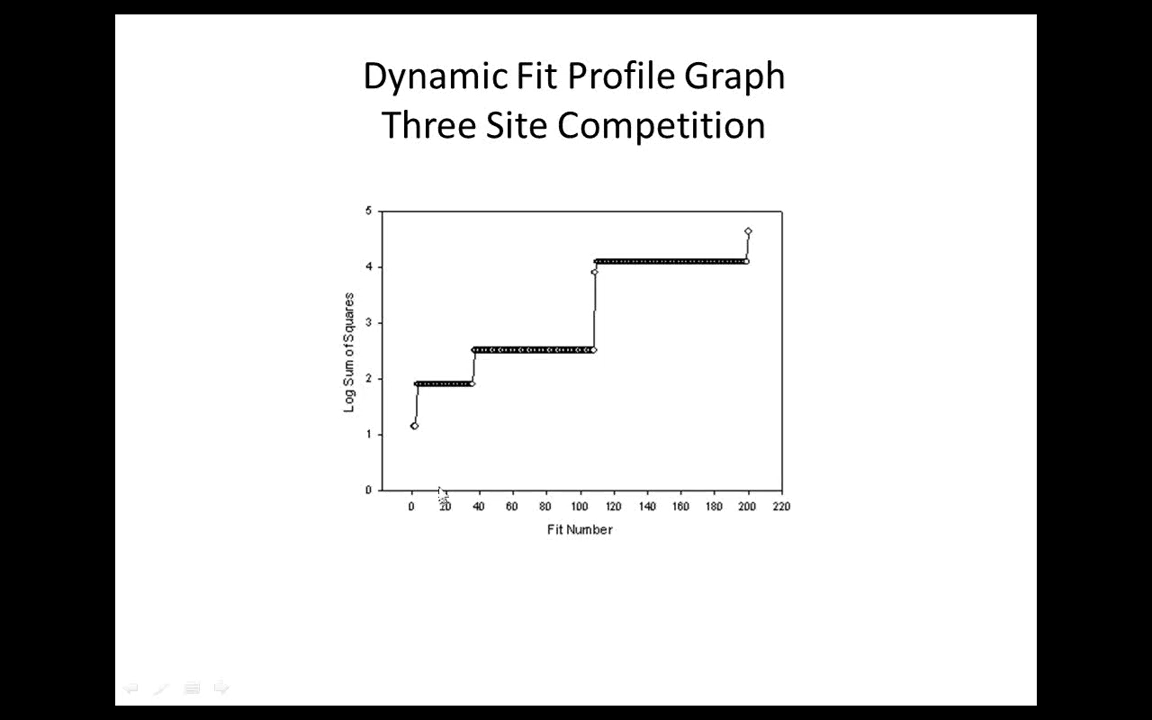 Dynamic Fit Profile Graph
Three Site Competition
5
4
3
2
1
0
Log Sum of Squares
0 20 40 60 80 100 120 140 160 180 200 220
Fit Number